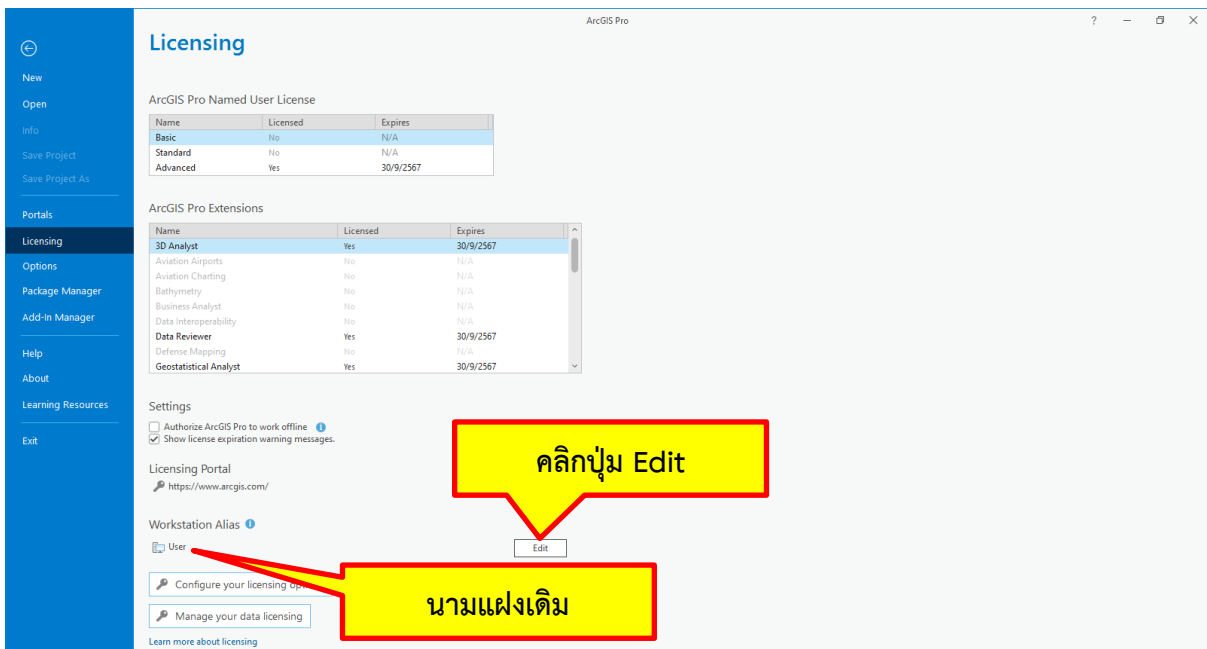 ArcGIS Pro
? 
Licensing
New
Open
Info
Save Project
Save Project As
Portals
Licensing
Options
Package Manager
Add-In Manager
Help
About
Learning Resources
Exit
ArcGIS Pro Named User License
Name Licensed Expires
Basic No N/A
Standard No N/A
Advanced Yes 30/9/2567
ArcGIS Pro Extensions
Name Licensed Expires
3D Analyst Yes 30/9/2567
Aviation Airports No N/A
Aviation Charting No N/A
Bathymetry No N/A
Business Analyst No N/A
Data Interoperability No N/A
Data Reviewer Yes 30/9/2567
Defense Mapping No N/A
Geostatistical Analyst Yes 30/9/2567
Settings
Authorize ArcGIS Pro to work offline
Show license expiration warning messages.
คลิกปุ่ม Edit
Licensing Portal
https://www.arcgis.com/
Workstation Alias
User
Edit
Configure your licensing
นามแฝงเดิม
Manage your data licensing
Learn more about licensing